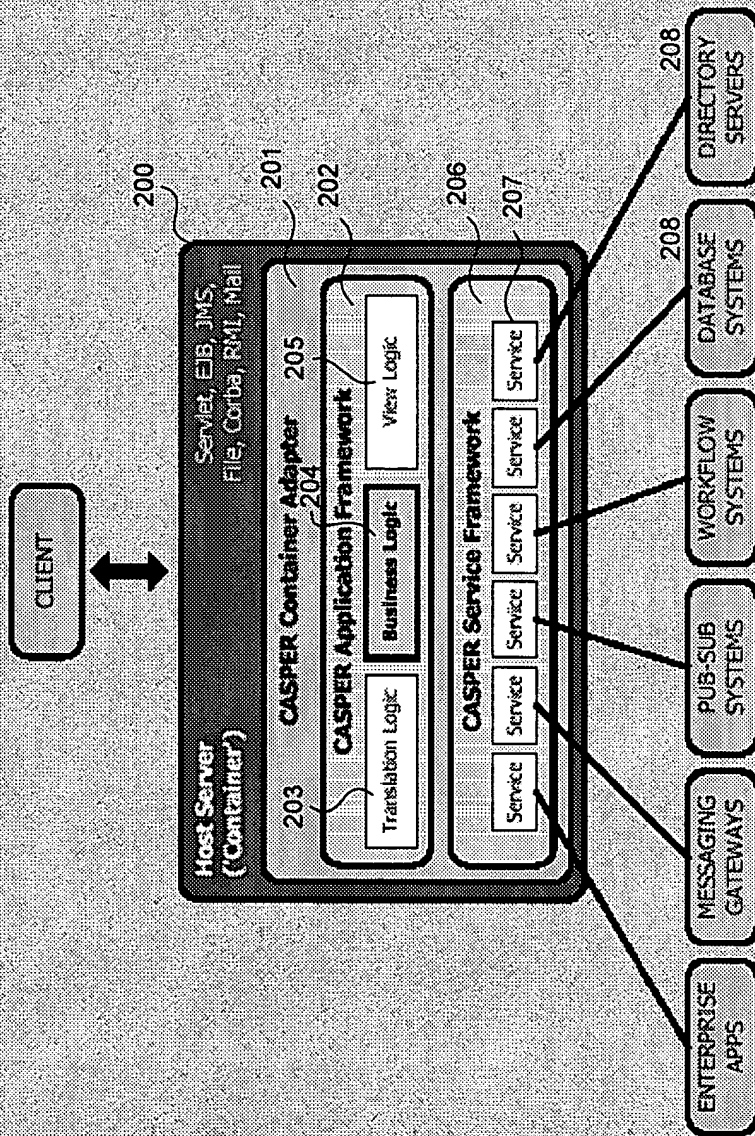 CLIENT
200
Host Server
('Container')
Servlet, EJB, JMS,
File, Corba, RMI, Mail
201
CASPER Container Adapter
202
CASPER Application Framework
203
204
205
Translation Logic
Business Logic
View Logic
206
CASPER Service Framework
207
Service
Service
Service
Service
Service
Service
208
208
ENTERPRISE
APPS
MESSAGING
GATEWAYS
PUB-SUB
SYSTEMS
WORKFLOW
SYSTEMS
DATABASE
SYSTEMS
DIRECTORY
SERVERS